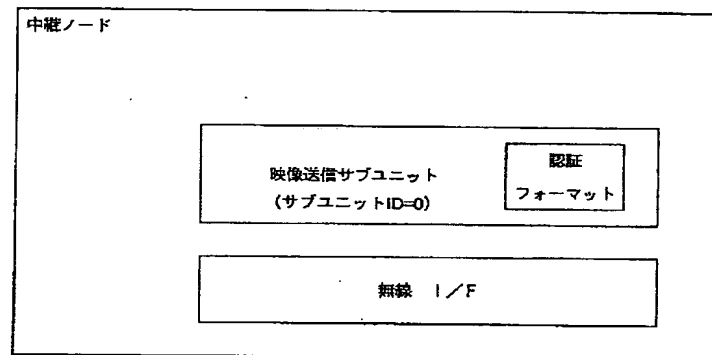 中継ノード
映像送信サブユニット
(サブユニットID=0)
認証
フォーマット
無線 I/F